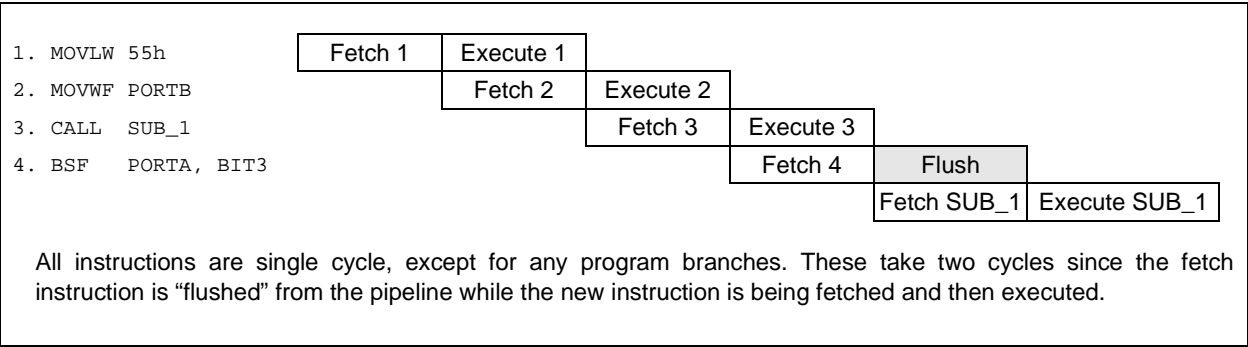 1. MOVLW 55h Fetch 1 Execute 1
2. MOVWF PORTB Fetch 2 Execute 2
3. CALL SUB_1 Fetch 3 Execute 3
4. BSF PORTA, BIT3 Fetch 4 Flush
Fetch SUB_1 Execute SUB_1
All instructions are single cycle, except for any program branches. These take two cycles since the fetch
instruction is “flushed” from the pipeline while the new instruction is being fetched and then executed.